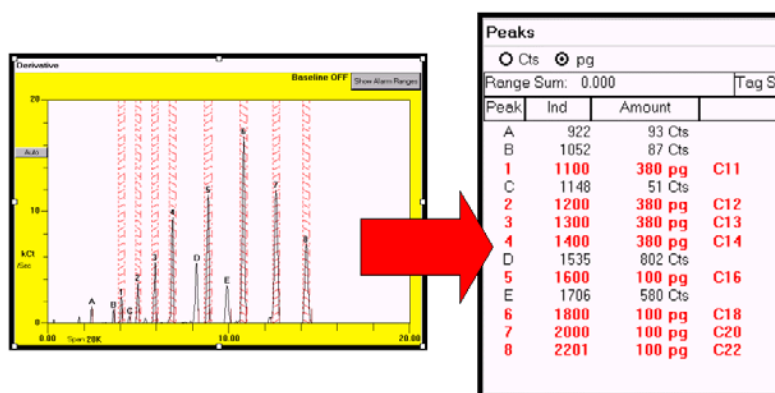 Derivative
Baseline OFF
Show Alarm Ranges
20
Auto
10
kCt
/Sec
0
A
B
1
C
2
3
4
D
5
E
6
7
8
0.00
Span 20K
10.00
20.00
Peaks
Cts pg
Range Sum: 0.000 Tag S
Peak Ind Amount
A 922 93 Cts
B 1052 87 Cts
1 1100 380 pg C11
C 1148 51 Cts
2 1200 380 pg C12
3 1300 380 pg C13
4 1400 380 pg C14
D 1535 802 Cts
5 1600 100 pg C16
E 1706 580 Cts
6 1800 100 pg C18
7 2000 100 pg C20
8 2201 100 pg C22